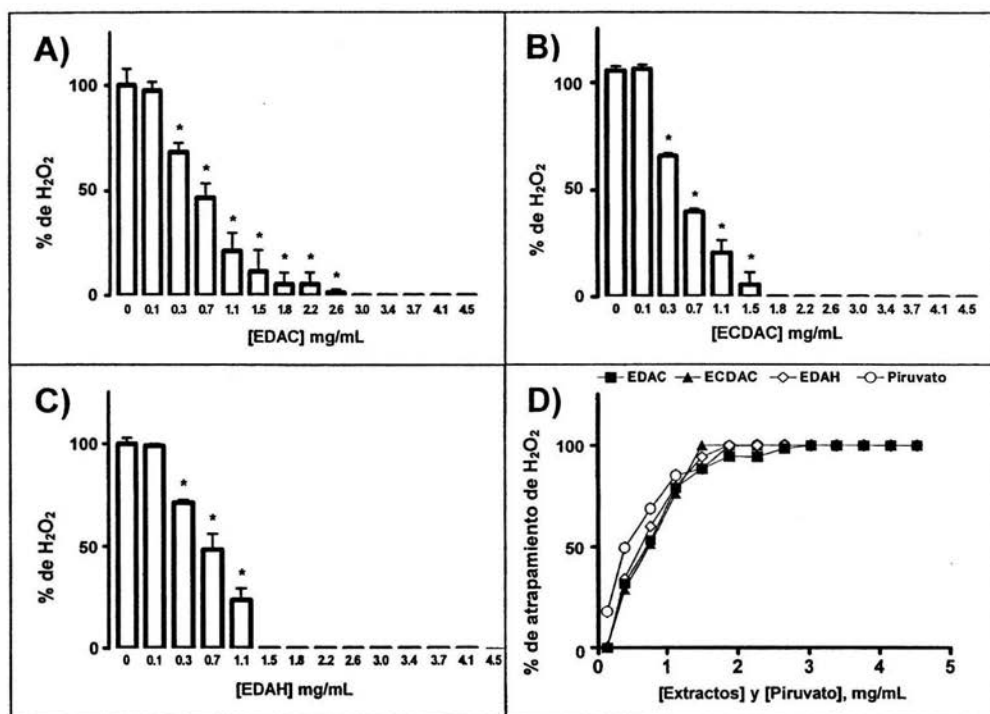 A)
% de H₂O₂
100
50
0
*
*
*
*
*
*
*
0 0.1 0.3 0.7 1.1 1.5 1.8 2.2 2.6 3.0 3.4 3.7 4.1 4.5
[EDAC] mg/mL
B)
% de H₂O₂
100
50
0
*
*
*
*
0 0.1 0.3 0.7 1.1 1.5 1.8 2.2 2.6 3.0 3.4 3.7 4.1 4.5
[ECDAC] mg/mL
C)
% de H₂O₂
100
50
0
*
*
*
0 0.1 0.3 0.7 1.1 1.5 1.8 2.2 2.6 3.0 3.4 3.7 4.1 4.5
[EDAH] mg/mL
EDAC ECDAC EDAH Piruvato
D)
% de atrapamiento de H₂O₂
100
50
0
0 1 2 3 4 5
[Extractos] y [Piruvato], mg/mL